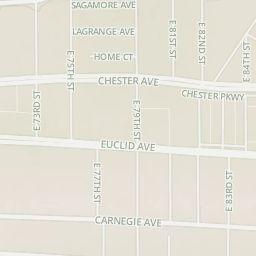 SAGAMORE AVE
LAGRANGE AVE
HOME CT
E 75TH ST
E 81ST ST
E 82ND ST
E 84TH ST
CHESTER AVE
CHESTER PKWY
E 73RD ST
E 79TH ST
EUCLID AVE
E 77TH ST
E 83RD ST
CARNEGIE AVE